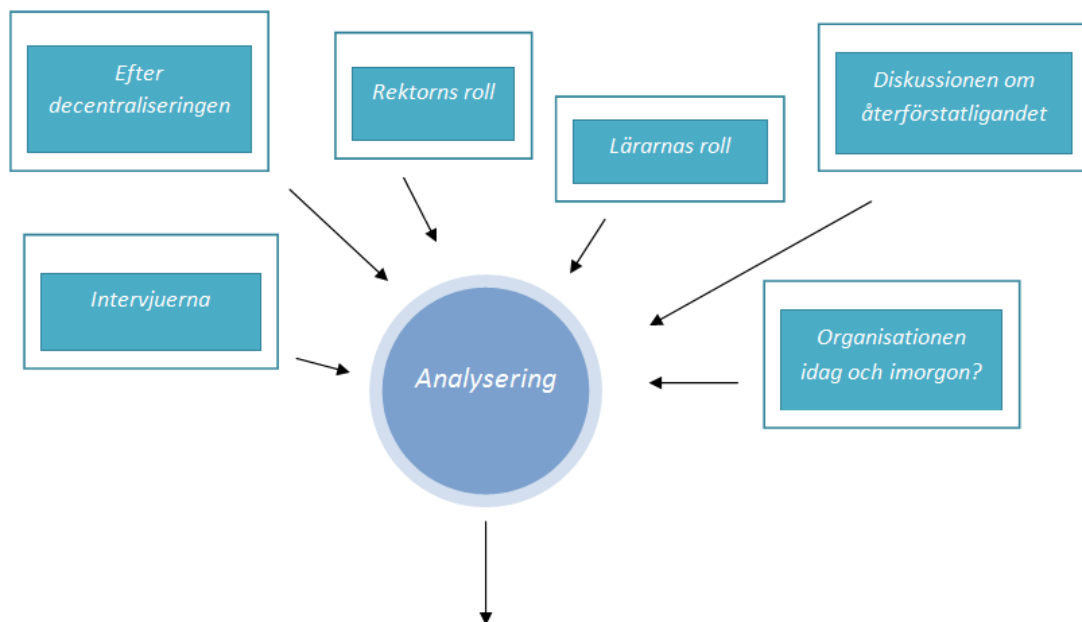 Efter
decentraliseringen
Rektorns roll
Lärarnas roll
Diskussionen om
återförstatligandet
Intervjuerna
Organisationen
idag och imorgon?
Analysering